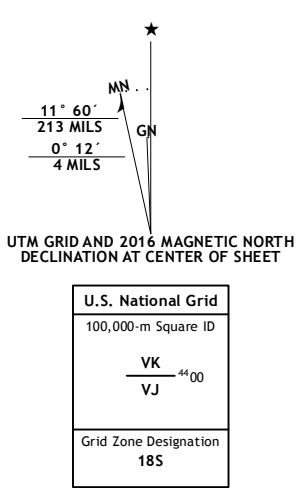 ★
MN
11° 60´
213 MILS
GN
0° 12´
4 MILS
UTM GRID AND 2016 MAGNETIC NORTH
DECLINATION AT CENTER OF SHEET
U.S. National Grid
100,000-m Square ID
VK
VJ
4400
Grid Zone Designation
18S